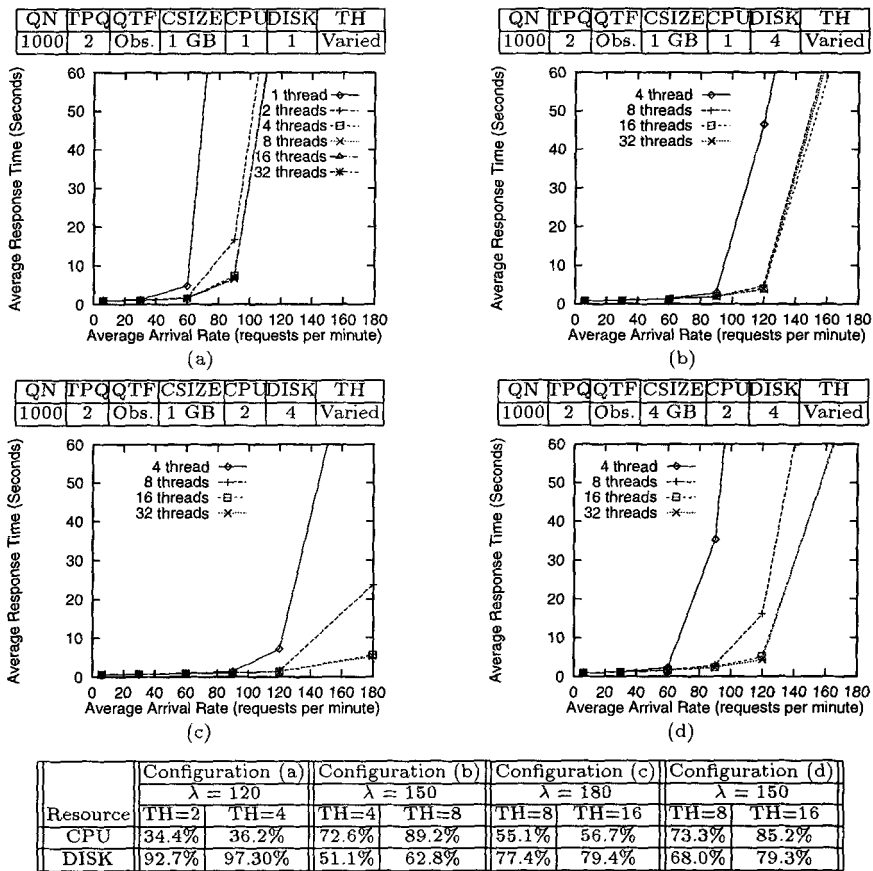 QN TPQ QTF CSIZE CPU DISK TH
1000 2 Obs. 1 GB 1 1 Varied
60
50
40
30
20
10
0
Average Response Time (Seconds)
1 thread
2 threads
4 threads
8 threads
16 threads
32 threads
0 20 40 60 80 100 120 140 160 180
Average Arrival Rate (requests per minute)
(a)
QN TPQ QTF CSIZE CPU DISK TH
1000 2 Obs. 1 GB 1 4 Varied
60
50
40
30
20
10
0
Average Response Time (Seconds)
4 thread
8 threads
16 threads
32 threads
0 20 40 60 80 100 120 140 160 180
Average Arrival Rate (requests per minute)
(b)
QN TPQ QTF CSIZE CPU DISK TH
1000 2 Obs. 1 GB 2 4 Varied
60
50
40
30
20
10
0
Average Response Time (Seconds)
4 thread
8 threads
16 threads
32 threads
0 20 40 60 80 100 120 140 160 180
Average Arrival Rate (requests per minute)
(c)
QN TPQ QTF CSIZE CPU DISK TH
1000 2 Obs. 4 GB 2 4 Varied
60
50
40
30
20
10
0
Average Response Time (Seconds)
4 thread
8 threads
16 threads
32 threads
0 20 40 60 80 100 120 140 160 180
Average Arrival Rate (requests per minute)
(d)
Configuration (a) Configuration (b) Configuration (c) Configuration (d)
λ = 120 λ = 150 λ = 180 λ = 150
Resource TH=2 TH=4 TH=4 TH=8 TH=8 TH=16 TH=8 TH=16
CPU 34.4% 36.2% 72.6% 89.2% 55.1% 56.7% 73.3% 85.2%
DISK 92.7% 97.30% 51.1% 62.8% 77.4% 79.4% 68.0% 79.3%